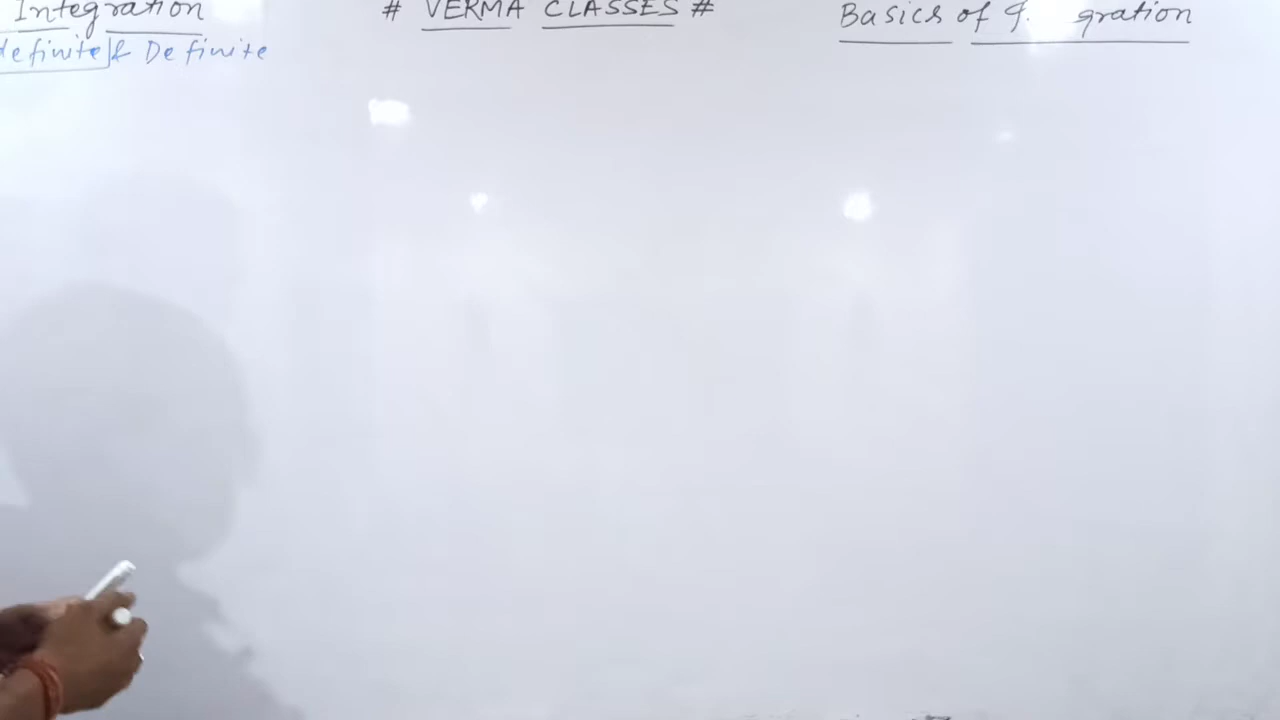 Integration
definite & Definite
# VERMA CLASSES #
Basics of gration